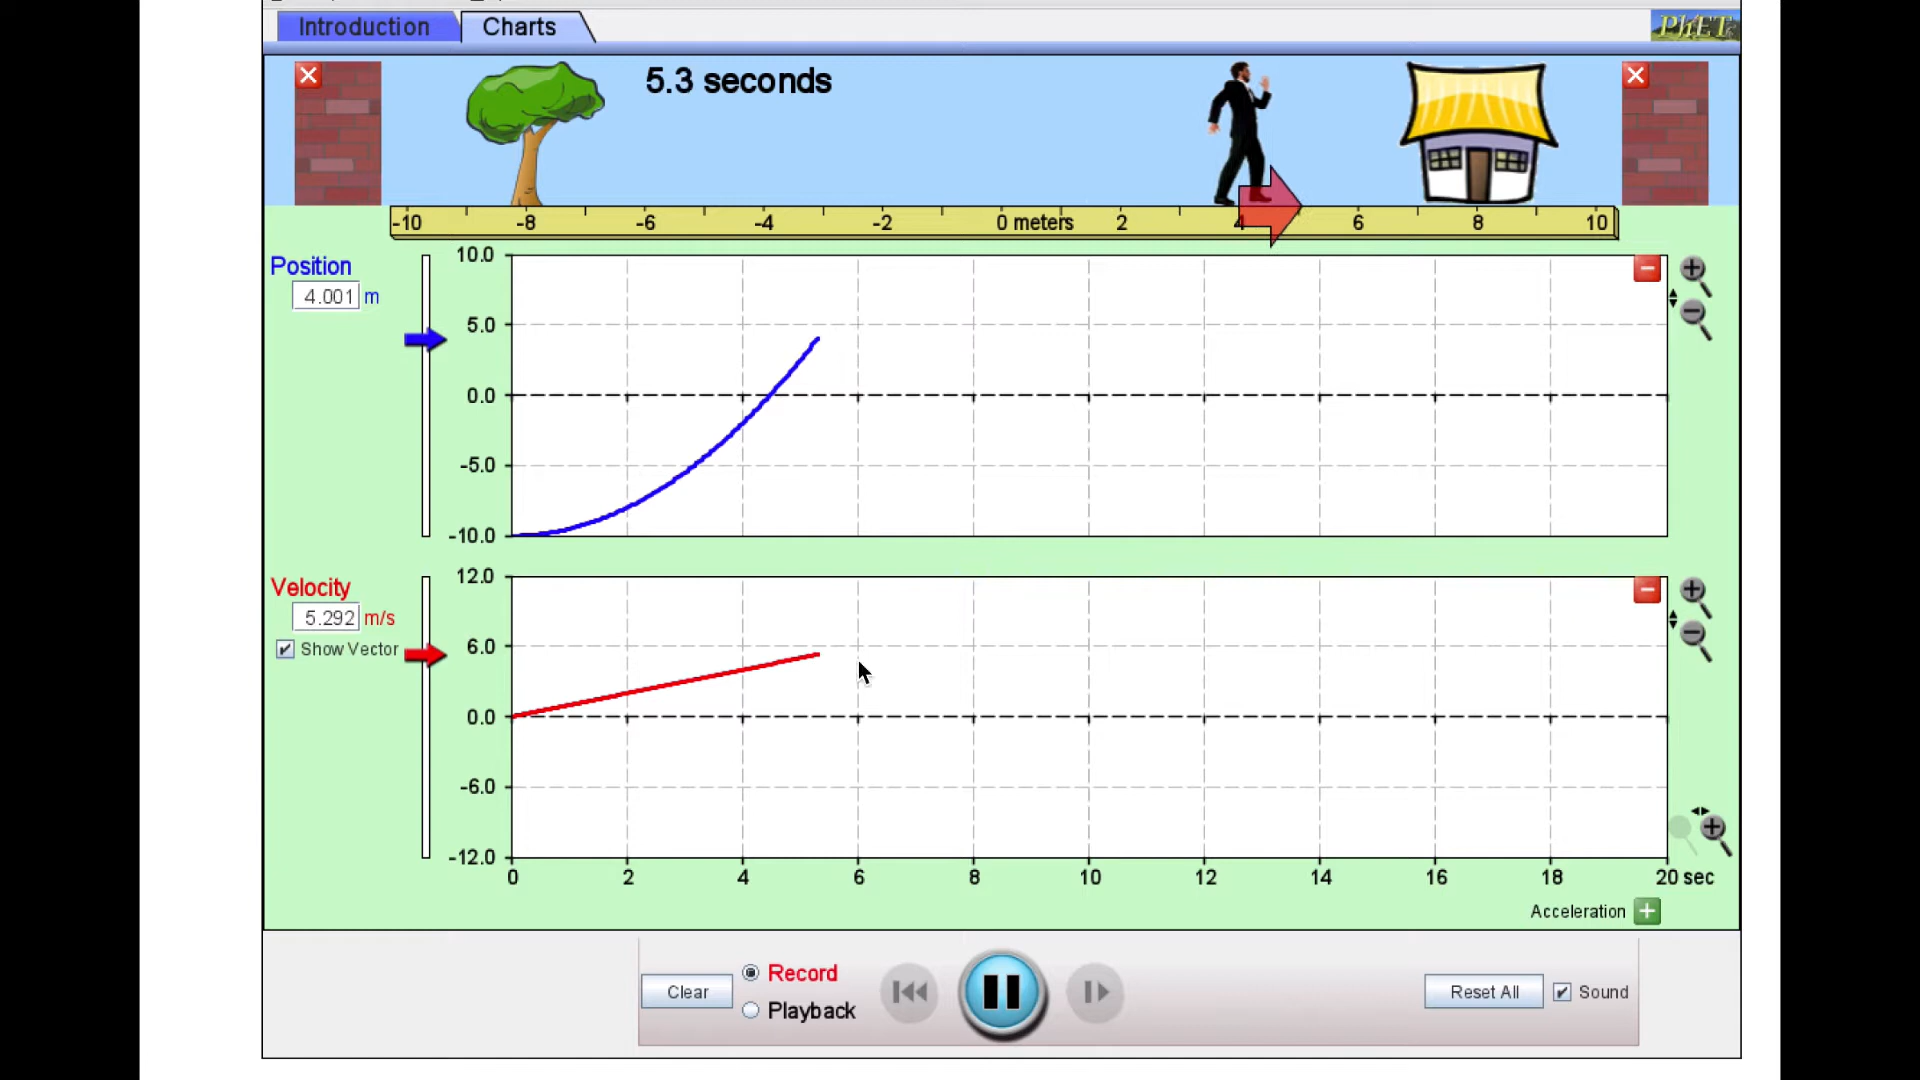 Introduction
Charts
PhET
5.3 seconds
-10 -8 -6 -4 -2 0 meters 2 4 6 8 10
Position
4.001 m
10.0
5.0
0.0
-5.0
-10.0
Velocity
5.292 m/s
Show Vector
12.0
6.0
0.0
-6.0
-12.0
0 2 4 6 8 10 12 14 16 18 20 sec
Acceleration
Clear
Record
Playback
Reset All
Sound